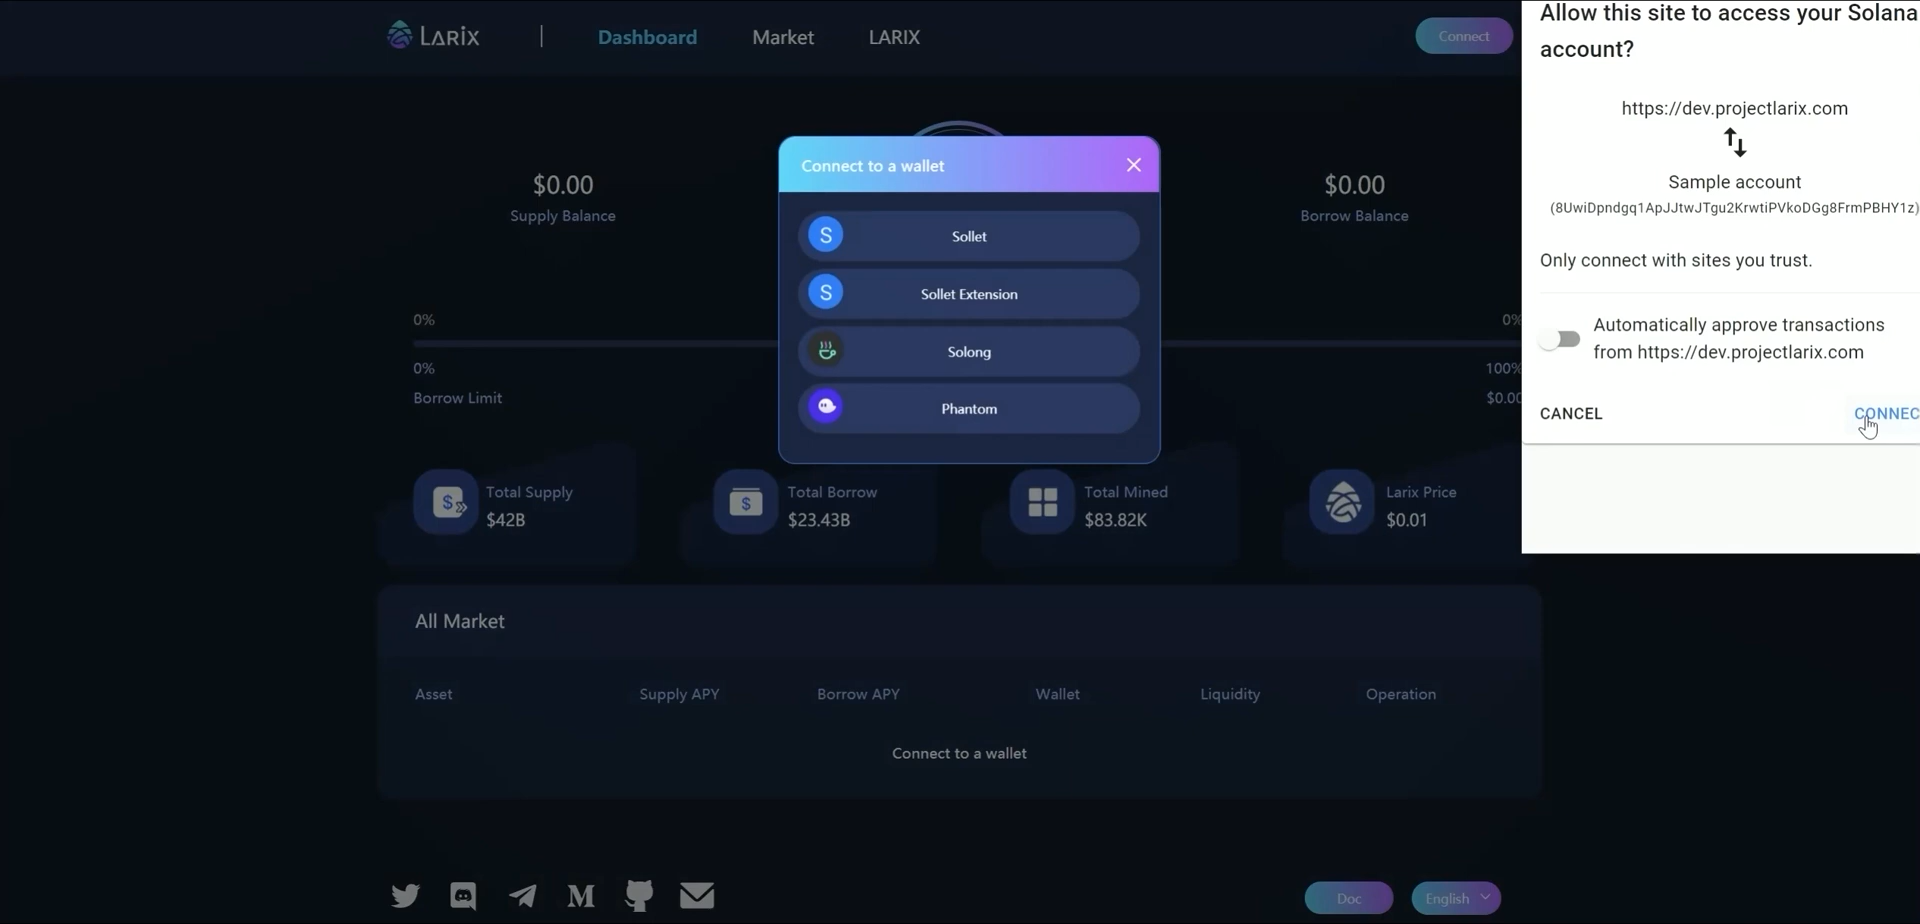 LARIX
Dashboard
Market
LARIX
Connect
Allow this site to access your Solana
account?
https://dev.projectlarix.com
Sample account
(8UwiDpndgq1ApJJtwJTgu2KrwtiPVkoDGg8FrmPBHY1z)
Only connect with sites you trust.
Automatically approve transactions
from https://dev.projectlarix.com
CANCEL
CONNEC
Connect to a wallet
S
Sollet
S
Sollet Extension
Solong
Phantom
$0.00
Supply Balance
$0.00
Borrow Balance
0%
0%
0%
100%
Borrow Limit
$0.00
Total Supply
$42B
Total Borrow
$23.43B
Total Mined
$83.82K
Larix Price
$0.01
All Market
Asset
Supply APY
Borrow APY
Wallet
Liquidity
Operation
Connect to a wallet
Doc
English